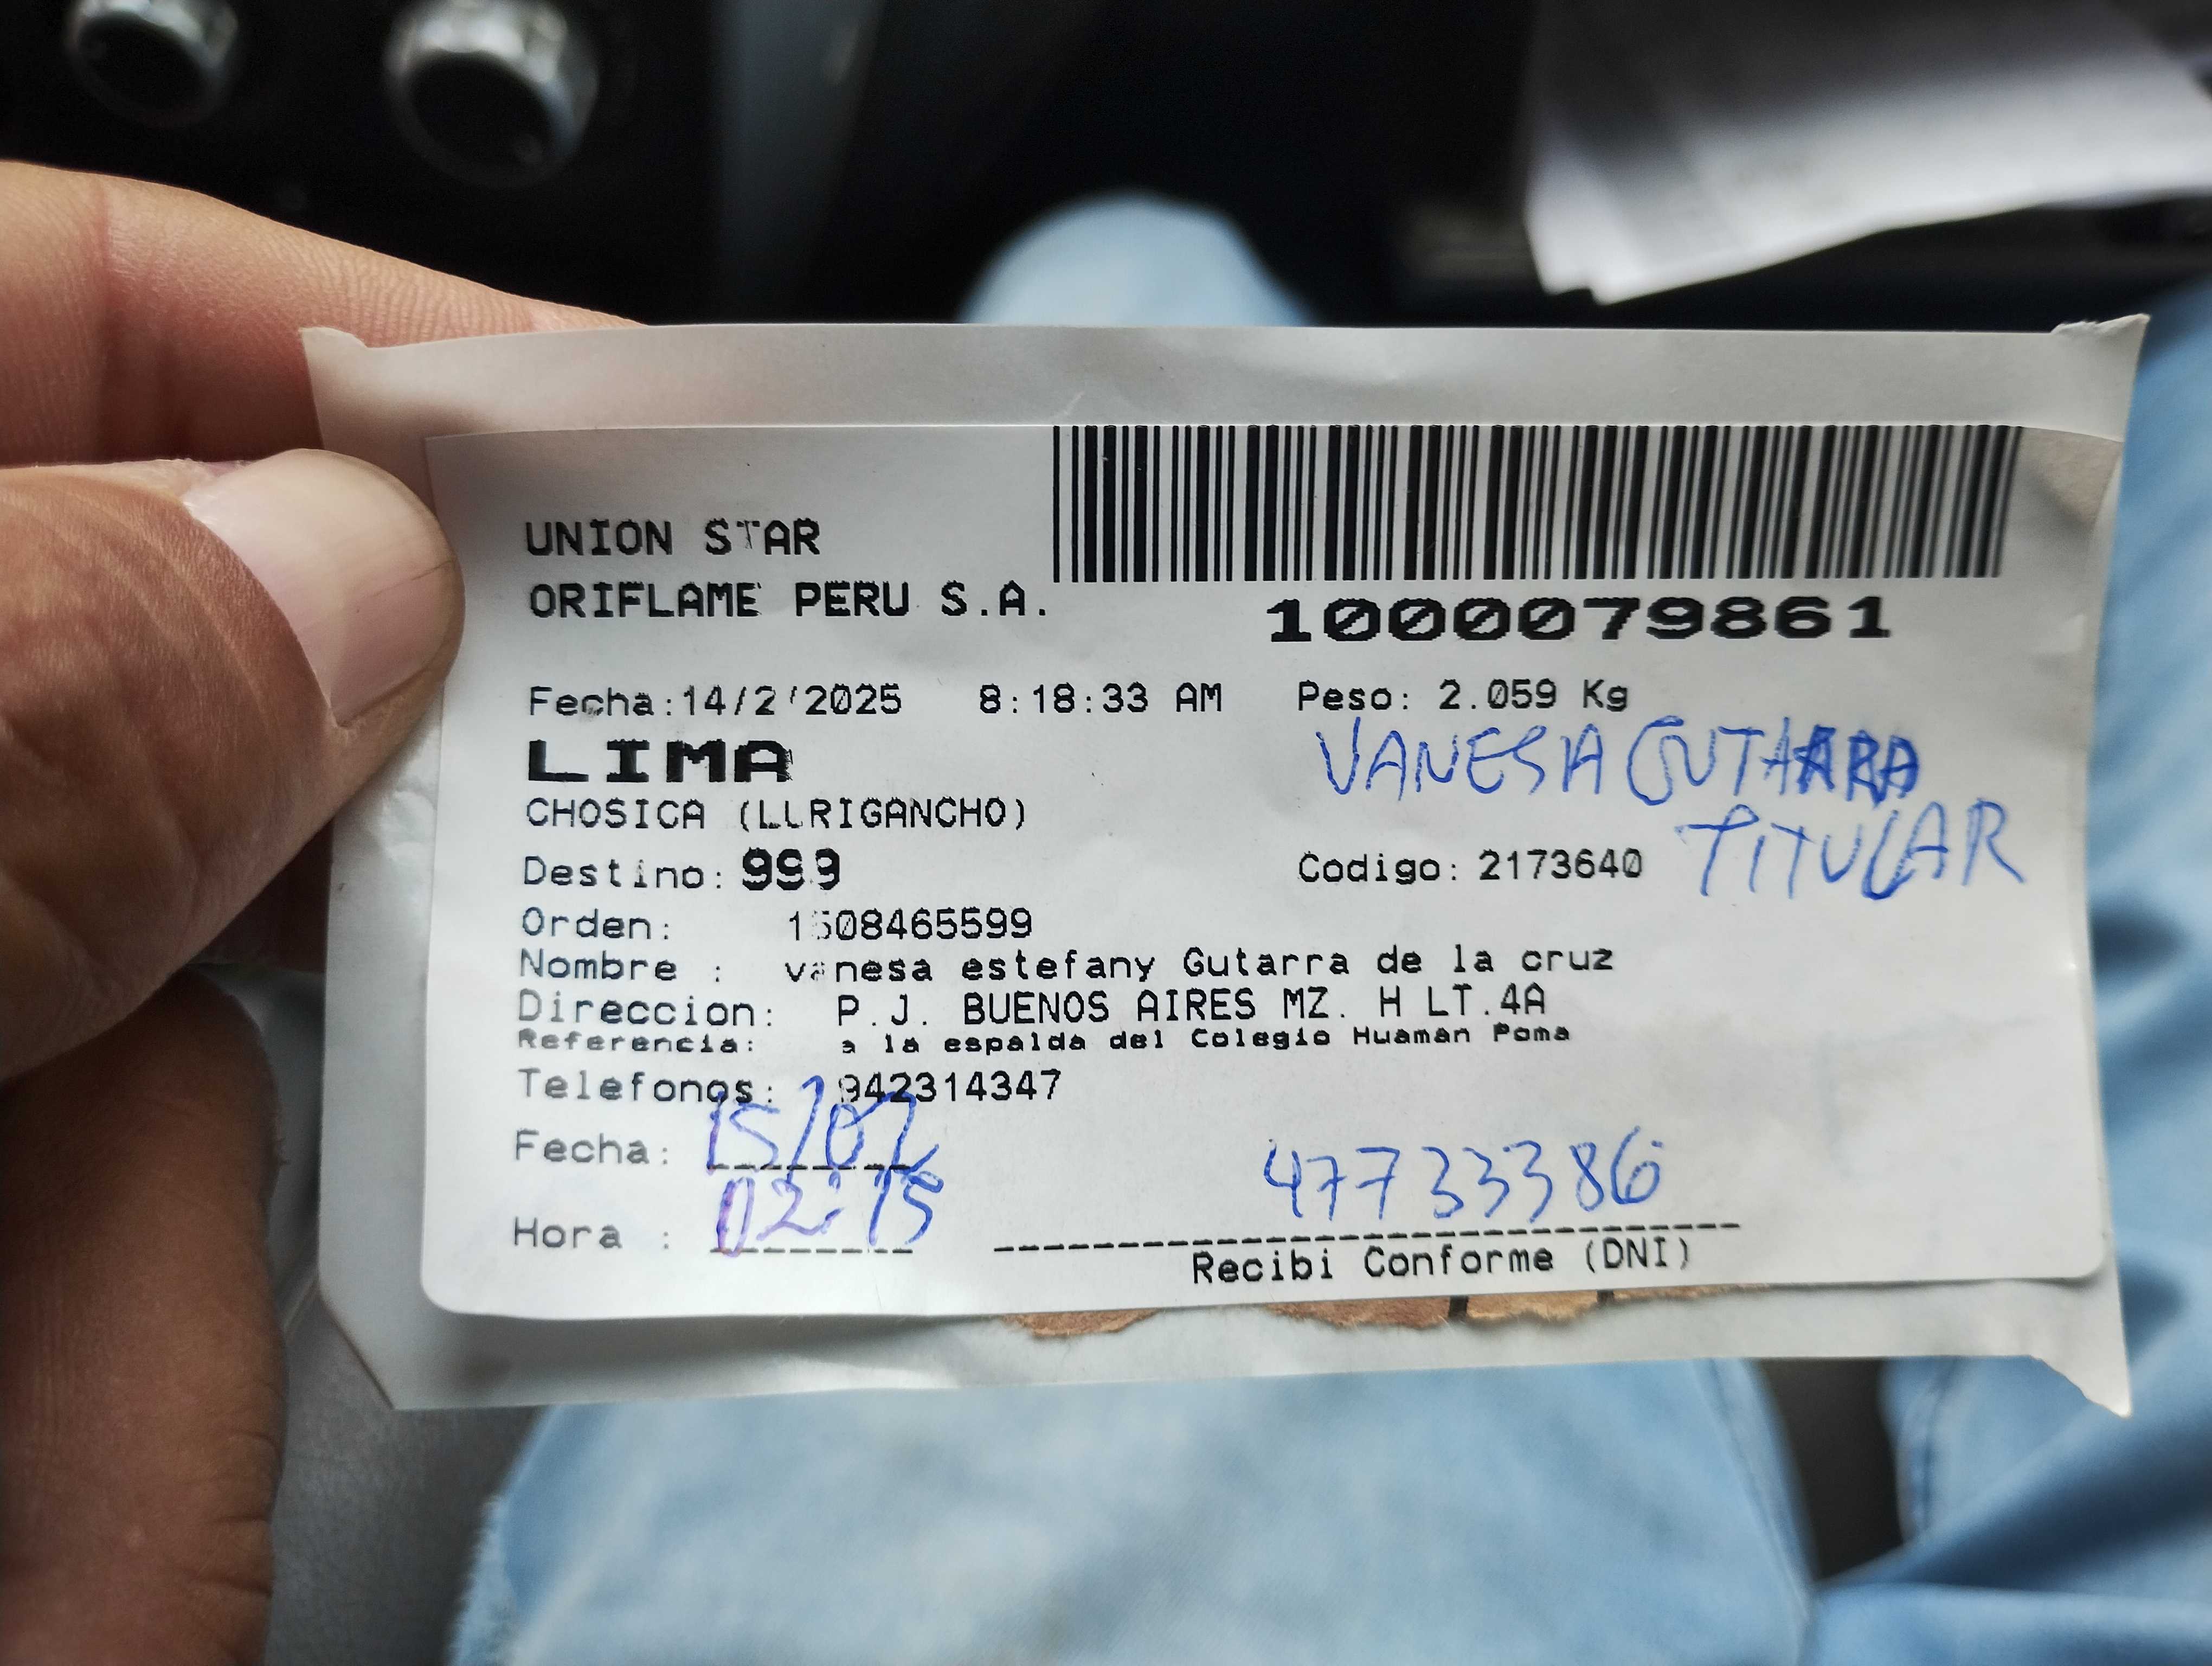 UNION STAR
ORIFLAME PERU S.A.
1000079861
Fecha:14/2/2025 8:18:33 AM Peso: 2.059 Kg
LIMA
VANESA GUTARRA
CHOSICA (LURIGANCHO)
TITULAR
Destino: 999 Codigo: 2173640
Orden: 1508465599
Nombre : vanesa estefany Gutarra de la cruz
Direccion: P.J. BUENOS AIRES MZ. H LT.4A
Referencia: a la espalda del Colegio Huaman Poma
Telefonos: 942314347
Fecha: 15/02
47733386
Hora : 02:15
Recibi Conforme (DNI)